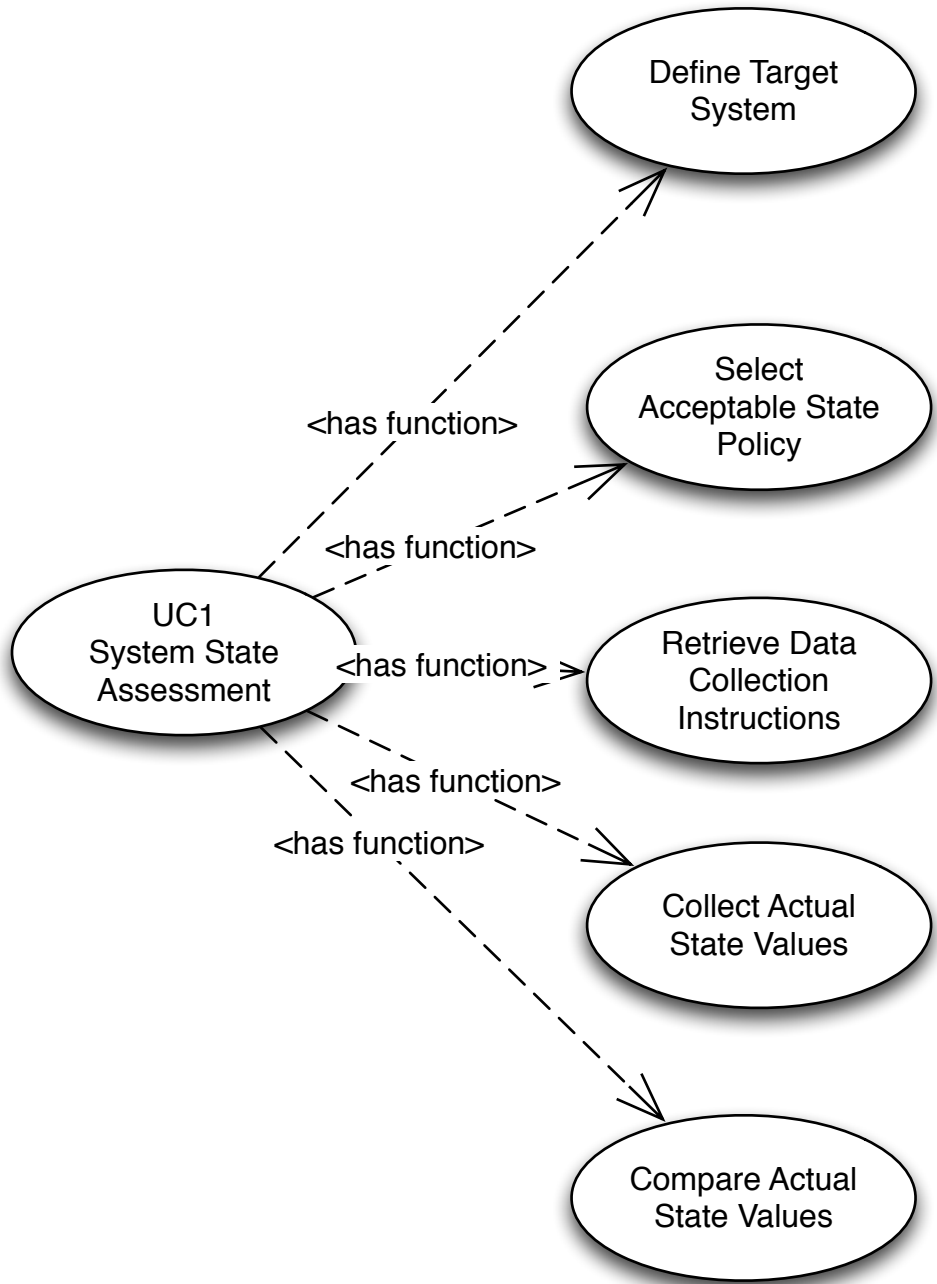 Define Target
System
Select
Acceptable State
Policy
<has function>
<has function>
UC1
System State
Assessment
<has function>
Retrieve Data
Collection
Instructions
<has function>
<has function>
Collect Actual
State Values
Compare Actual
State Values